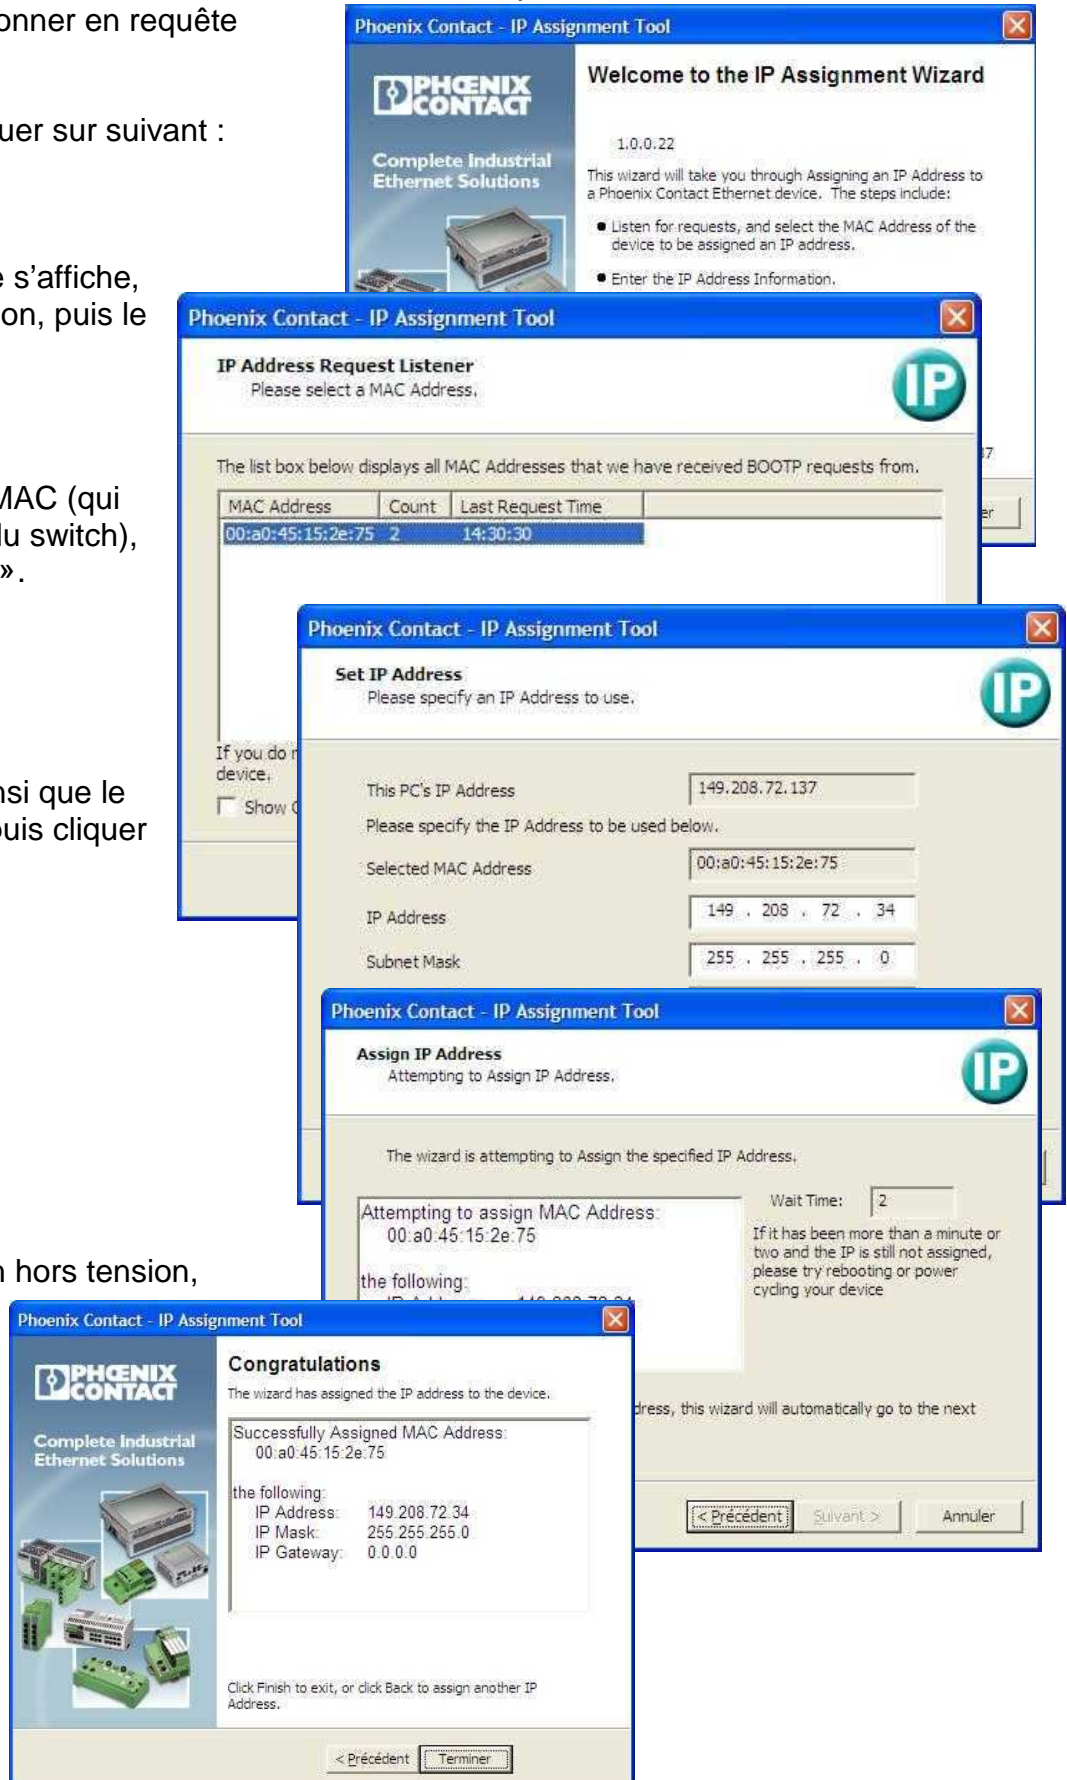 onner en requête
uer sur suivant :
e s’affiche,
on, puis le
MAC (qui
du switch),
».
nsi que le
puis cliquer
n hors tension,
Phoenix Contact - IP Assignment Tool
PHŒNIX
CONTACT
Complete Industrial
Ethernet Solutions
Welcome to the IP Assignment Wizard
1.0.0.22
This wizard will take you through Assigning an IP Address to
a Phoenix Contact Ethernet device. The steps include:
● Listen for requests, and select the MAC Address of the
device to be assigned an IP address.
● Enter the IP Address Information.
37
er
Phoenix Contact - IP Assignment Tool
IP Address Request Listener
Please select a MAC Address.
IP
The list box below displays all MAC Addresses that we have received BOOTP requests from.
MAC Address Count Last Request Time
00:a0:45:15:2e:75 2 14:30:30
If you do n
device.
Show
Phoenix Contact - IP Assignment Tool
Set IP Address
Please specify an IP Address to use.
IP
This PC's IP Address 149.208.72.137
Please specify the IP Address to be used below.
Selected MAC Address 00:a0:45:15:2e:75
IP Address 149 . 208 . 72 . 34
Subnet Mask 255 . 255 . 255 . 0
Phoenix Contact - IP Assignment Tool
Assign IP Address
Attempting to Assign IP Address.
IP
The wizard is attempting to Assign the specified IP Address.
Attempting to assign MAC Address:
00:a0:45:15:2e:75
the following:
Wait Time: 2
If it has been more than a minute or
two and the IP is still not assigned,
please try rebooting or power
cycling your device
dress, this wizard will automatically go to the next
< Précédent Suivant > Annuler
Phoenix Contact - IP Assignment Tool
PHŒNIX
CONTACT
Complete Industrial
Ethernet Solutions
Congratulations
The wizard has assigned the IP address to the device.
Successfully Assigned MAC Address:
00:a0:45:15:2e:75
the following:
IP Address: 149.208.72.34
IP Mask: 255.255.255.0
IP Gateway: 0.0.0.0
Click Finish to exit, or click Back to assign another IP
Address.
< Précédent Terminer